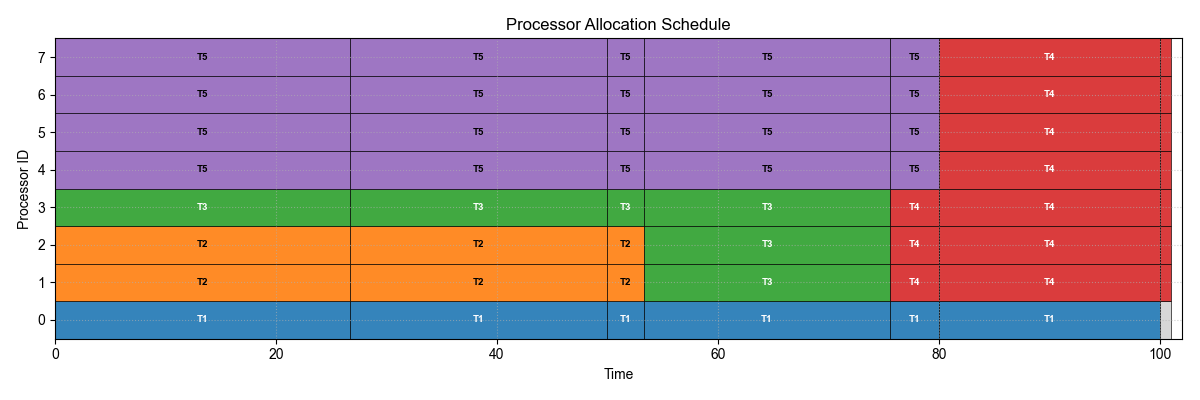 Processor Allocation Schedule
Processor ID
7 T5 T5 T5 T5 T5 T4
6 T5 T5 T5 T5 T5 T4
5 T5 T5 T5 T5 T5 T4
4 T5 T5 T5 T5 T5 T4
3 T3 T3 T3 T3 T4 T4
2 T2 T2 T2 T3 T4 T4
1 T2 T2 T2 T3 T4 T4
0 T1 T1 T1 T1 T1 T1
0 20 40 60 80 100
Time